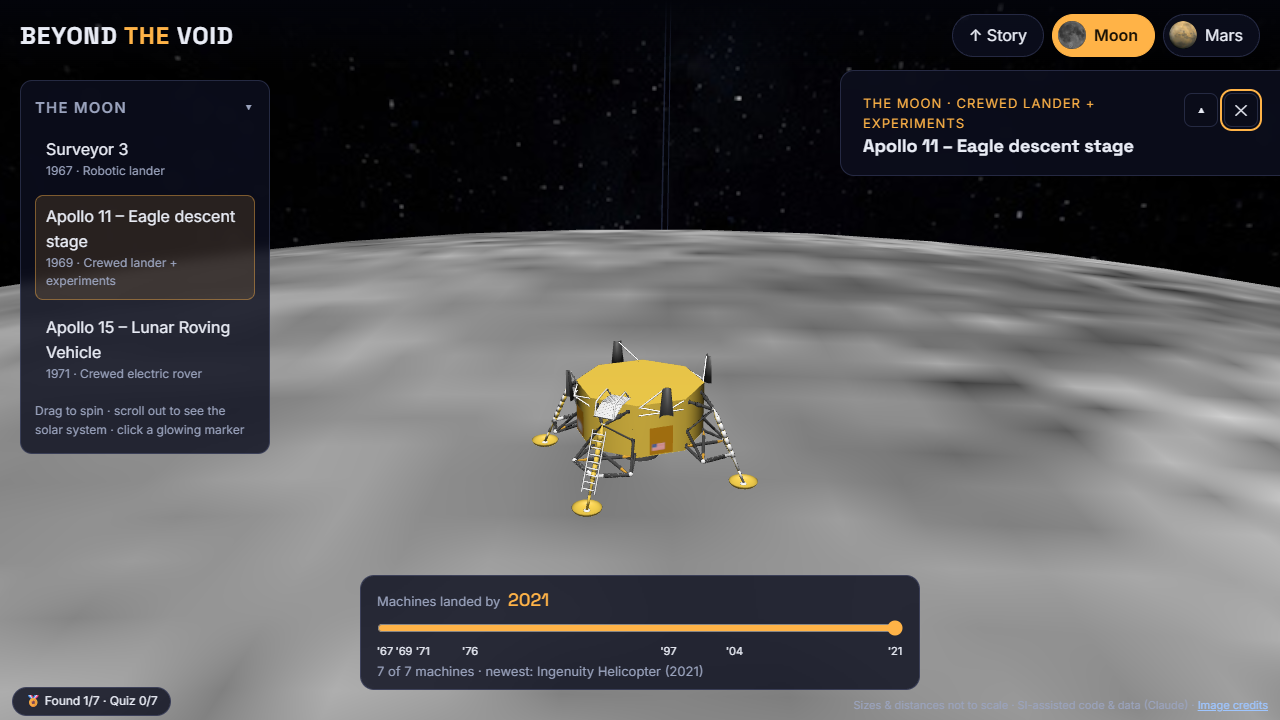 BEYOND THE VOID
↑ Story
Moon
Mars
THE MOON
Surveyor 3
1967 · Robotic lander
Apollo 11 – Eagle descent
stage
1969 · Crewed lander +
experiments
Apollo 15 – Lunar Roving
Vehicle
1971 · Crewed electric rover
Drag to spin · scroll out to see the
solar system · click a glowing marker
THE MOON · CREWED LANDER +
EXPERIMENTS
Apollo 11 – Eagle descent stage
Machines landed by 2021
'67 '69 '71 '76 '97 '04 '21
7 of 7 machines · newest: Ingenuity Helicopter (2021)
Found 1/7 · Quiz 0/7
Sizes & distances not to scale · SI-assisted code & data (Claude) · Image credits